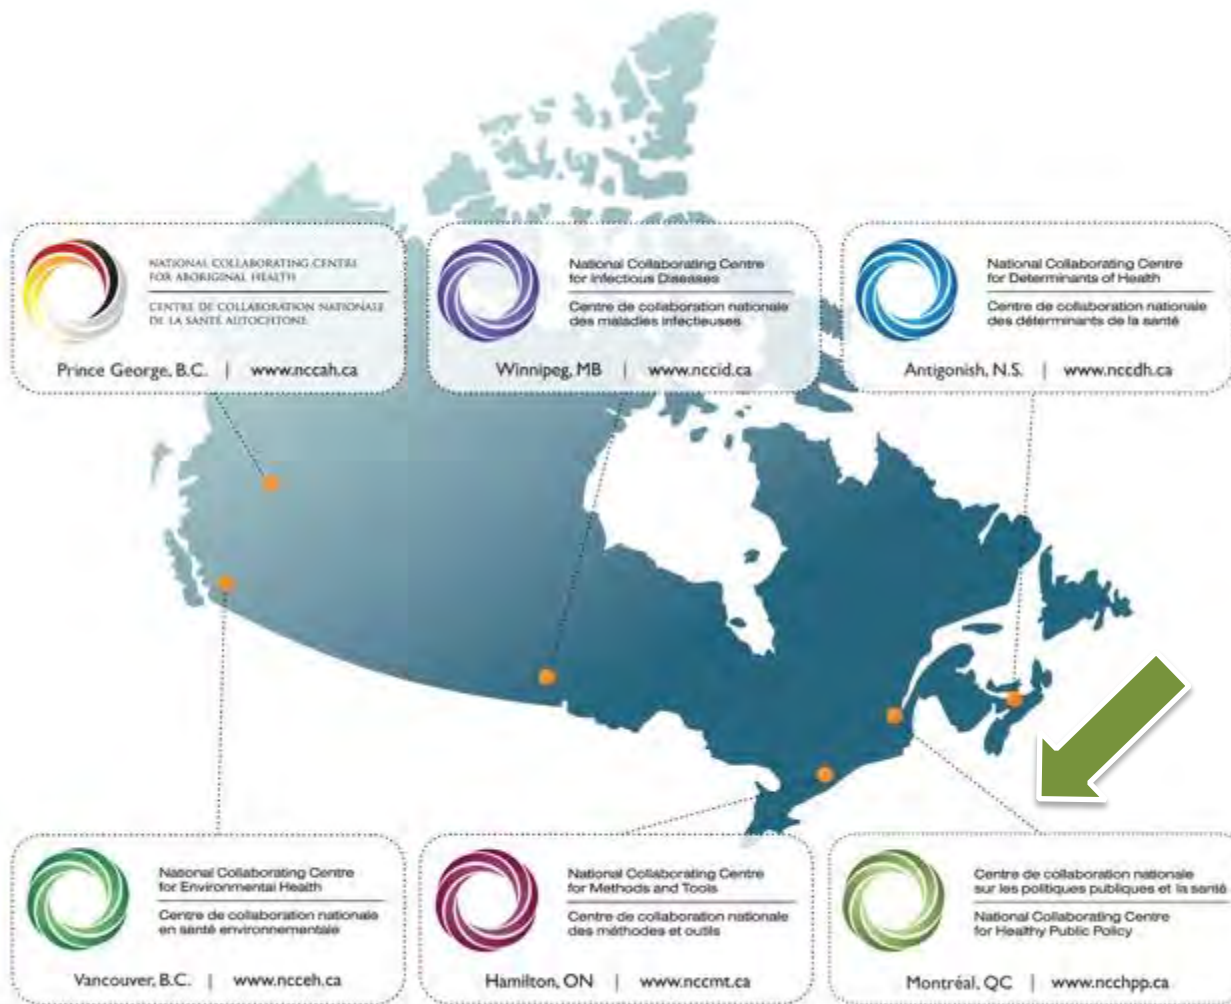 NATIONAL COLLABORATING CENTRE
FOR ABORIGINAL HEALTH
CENTRE DE COLLABORATION NATIONALE
DE LA SANTÉ AUTOCHTONE
Prince George, B.C. | www.nccah.ca
National Collaborating Centre
for Infectious Diseases
Centre de collaboration nationale
des maladies infectieuses
Winnipeg, MB | www.nccid.ca
National Collaborating Centre
for Determinants of Health
Centre de collaboration nationale
des déterminants de la santé
Antigonish, N.S. | www.nccdh.ca
National Collaborating Centre
for Environmental Health
Centre de collaboration nationale
en santé environnementale
Vancouver, B.C. | www.ncceh.ca
National Collaborating Centre
for Methods and Tools
Centre de collaboration nationale
des méthodes et outils
Hamilton, ON | www.nccmt.ca
Centre de collaboration nationale
sur les politiques publiques et la santé
National Collaborating Centre
for Healthy Public Policy
Montréal, QC | www.ncchpp.ca